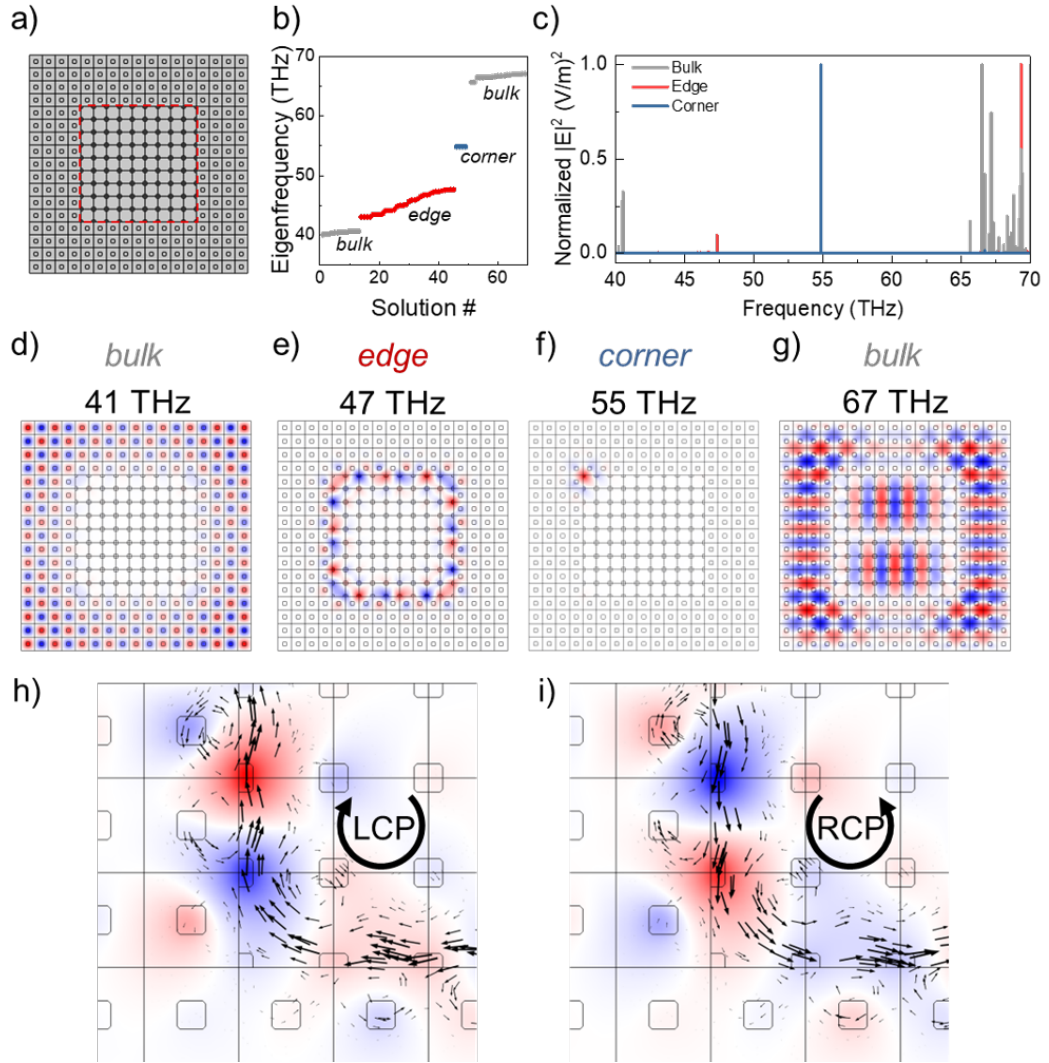 a)
b)
Eigenfrequency (THz)
70
60
50
40
bulk
corner
edge
bulk
0
20
40
60
Solution #
c)
Normalized |E|² (V/m)²
1.0
0.5
0.0
Bulk
Edge
Corner
40
45
50
55
60
65
70
Frequency (THz)
d)
bulk
41 THz
e)
edge
47 THz
f)
corner
55 THz
g)
bulk
67 THz
h)
LCP
i)
RCP